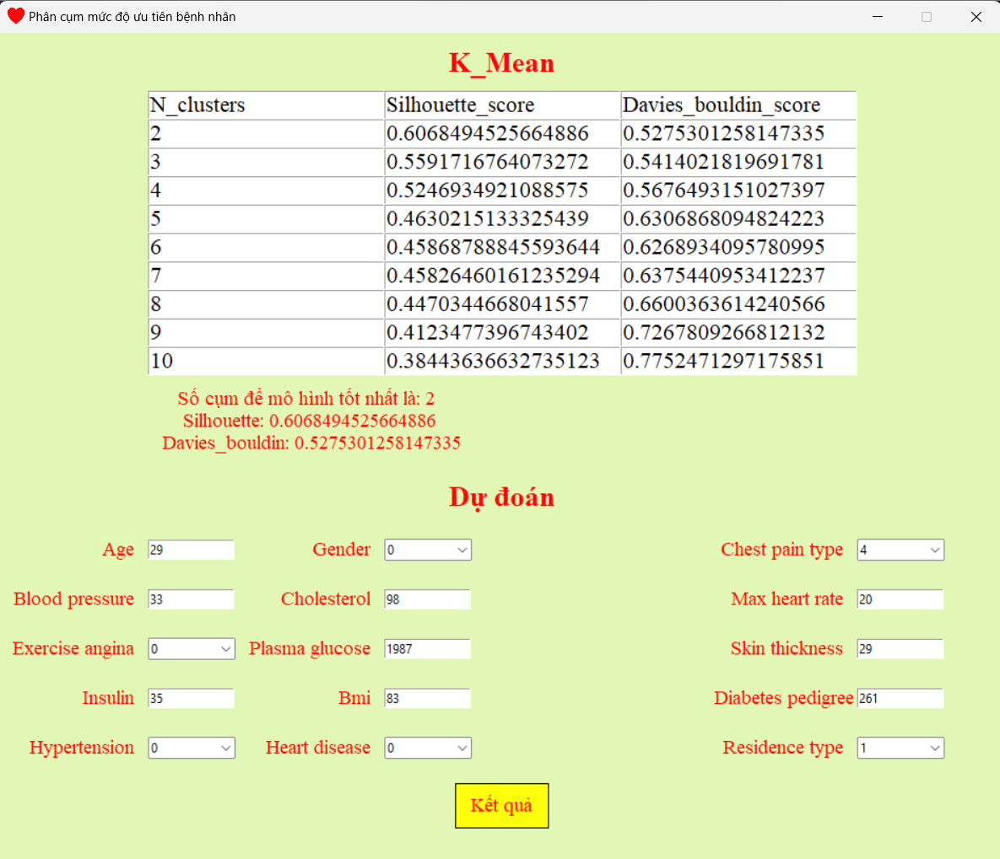 Phân cụm mức độ ưu tiên bệnh nhân
K_Mean
N_clusters Silhouette_score Davies_bouldin_score
2 0.6068494525664886 0.5275301258147335
3 0.5591716764073272 0.5414021819691781
4 0.5246934921088575 0.5676493151027397
5 0.4630215133325439 0.6306868094824223
6 0.45868788845593644 0.6268934095780995
7 0.45826460161235294 0.6375440953412237
8 0.4470344668041557 0.6600363614240566
9 0.4123477396743402 0.7267809266812132
10 0.38443636632735123 0.7752471297175851
Số cụm để mô hình tốt nhất là: 2
Silhouette: 0.6068494525664886
Davies_bouldin: 0.5275301258147335
Dự đoán
Age 29 Gender 0 Chest pain type 4
Blood pressure 33 Cholesterol 98 Max heart rate 20
Exercise angina 0 Plasma glucose 1987 Skin thickness 29
Insulin 35 Bmi 83 Diabetes pedigree 261
Hypertension 0 Heart disease 0 Residence type 1
Kết quả